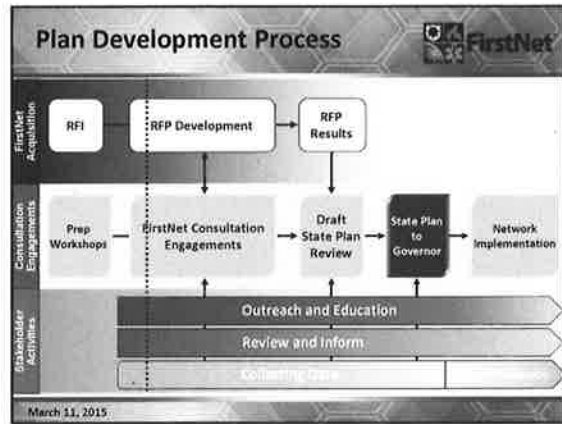 Plan Development Process
FirstNet
FirstNet
Acquisition
RFI
RFP Development
RFP
Results
Consultation
Engagements
Prep
Workshops
FirstNet Consultation
Engagements
Draft
State Plan
Review
State Plan
to
Governor
Network
Implementation
Stakeholder
Activities
Outreach and Education
Review and Inform
Collecting Data
March 11, 2015